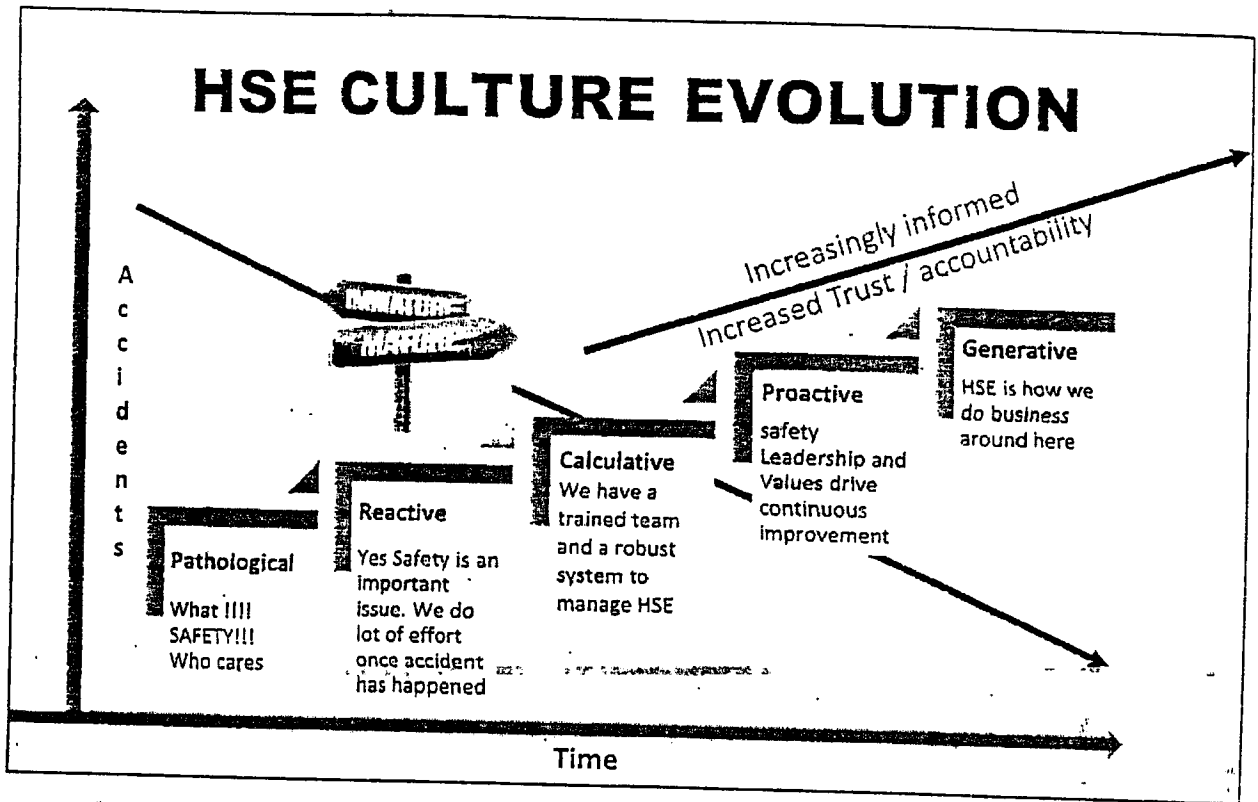 HSE CULTURE EVOLUTION
Accidents
IMMATURE
MATURE
Increasingly informed
Increased Trust / accountability
Pathological
What !!!!
SAFETY!!!
Who cares
Reactive
Yes Safety is an
important
issue. We do
lot of effort
once accident
has happened
Calculative
We have a
trained team
and a robust
system to
manage HSE
Proactive
safety
Leadership and
Values drive
continuous
improvement
Generative
HSE is how we
do business
around here
Time